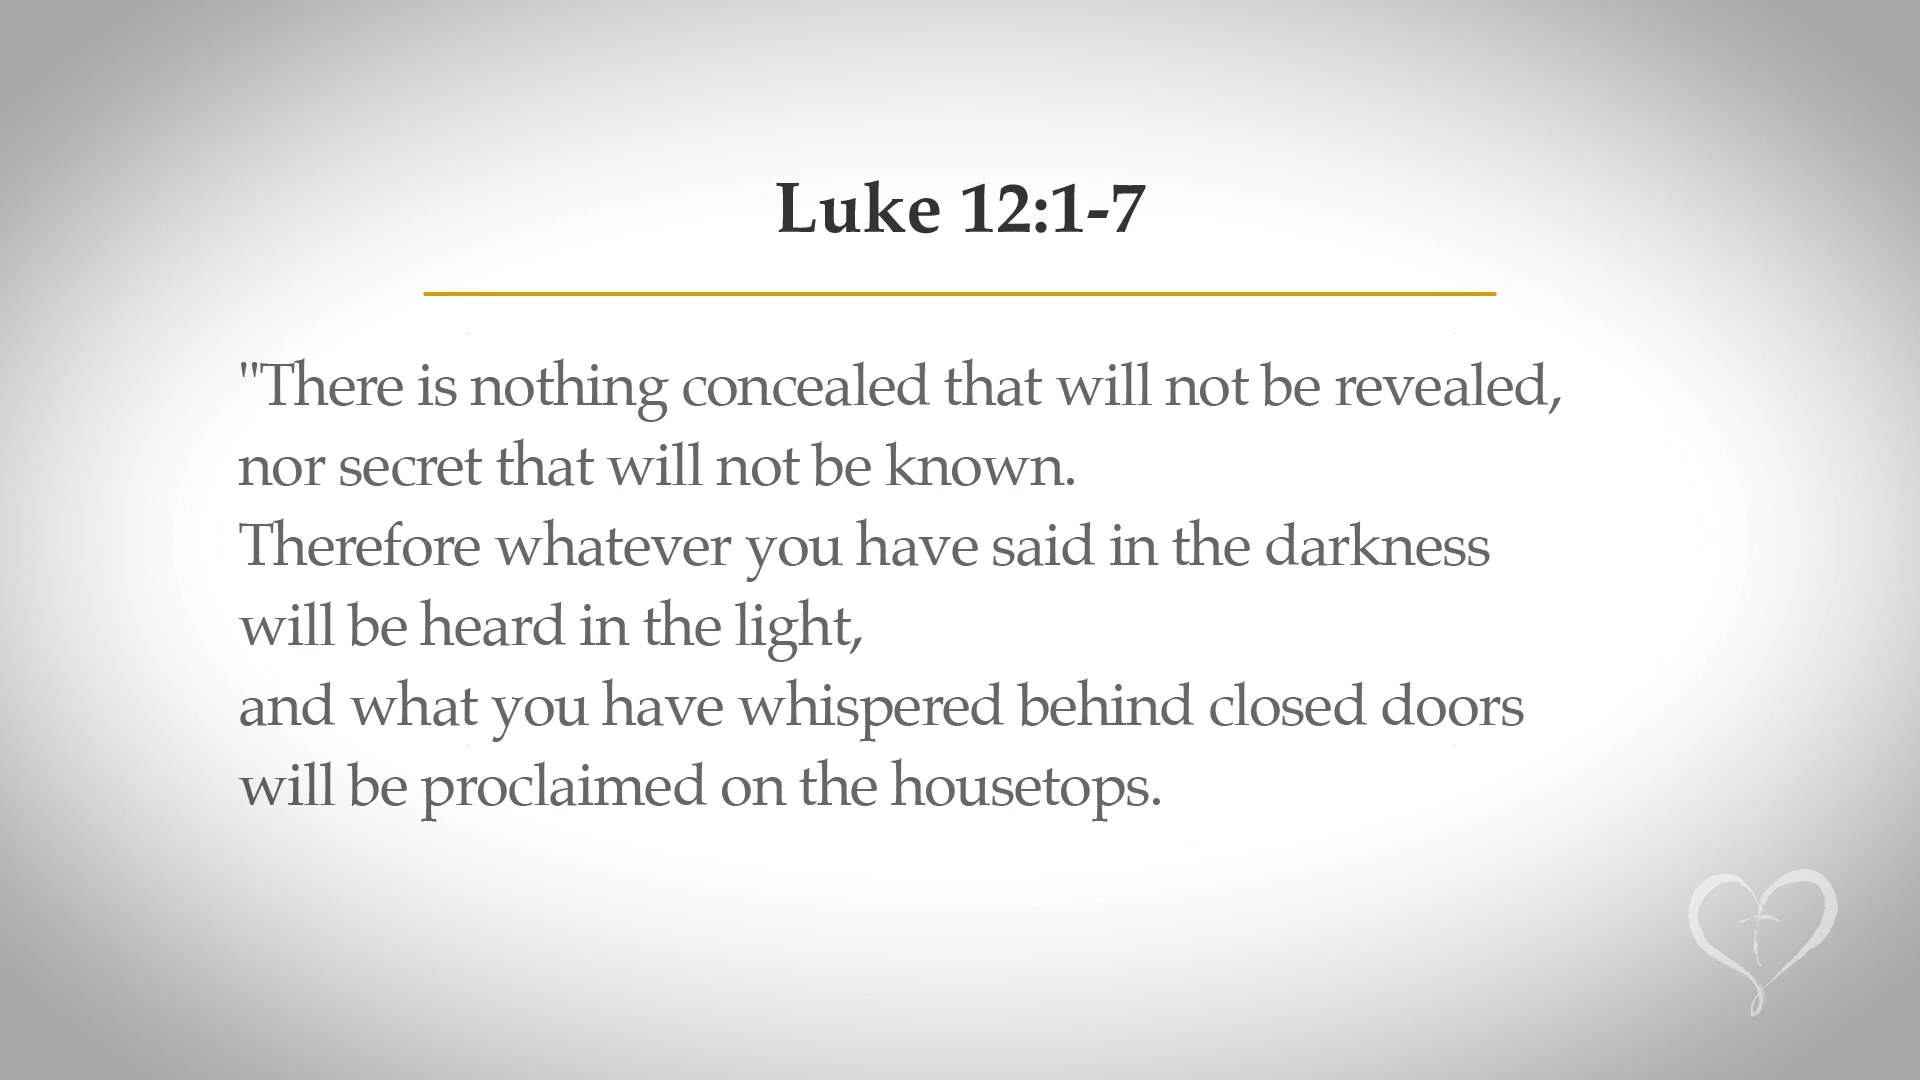 Luke 12:1-7
"There is nothing concealed that will not be revealed,
nor secret that will not be known.
Therefore whatever you have said in the darkness
will be heard in the light,
and what you have whispered behind closed doors
will be proclaimed on the housetops.